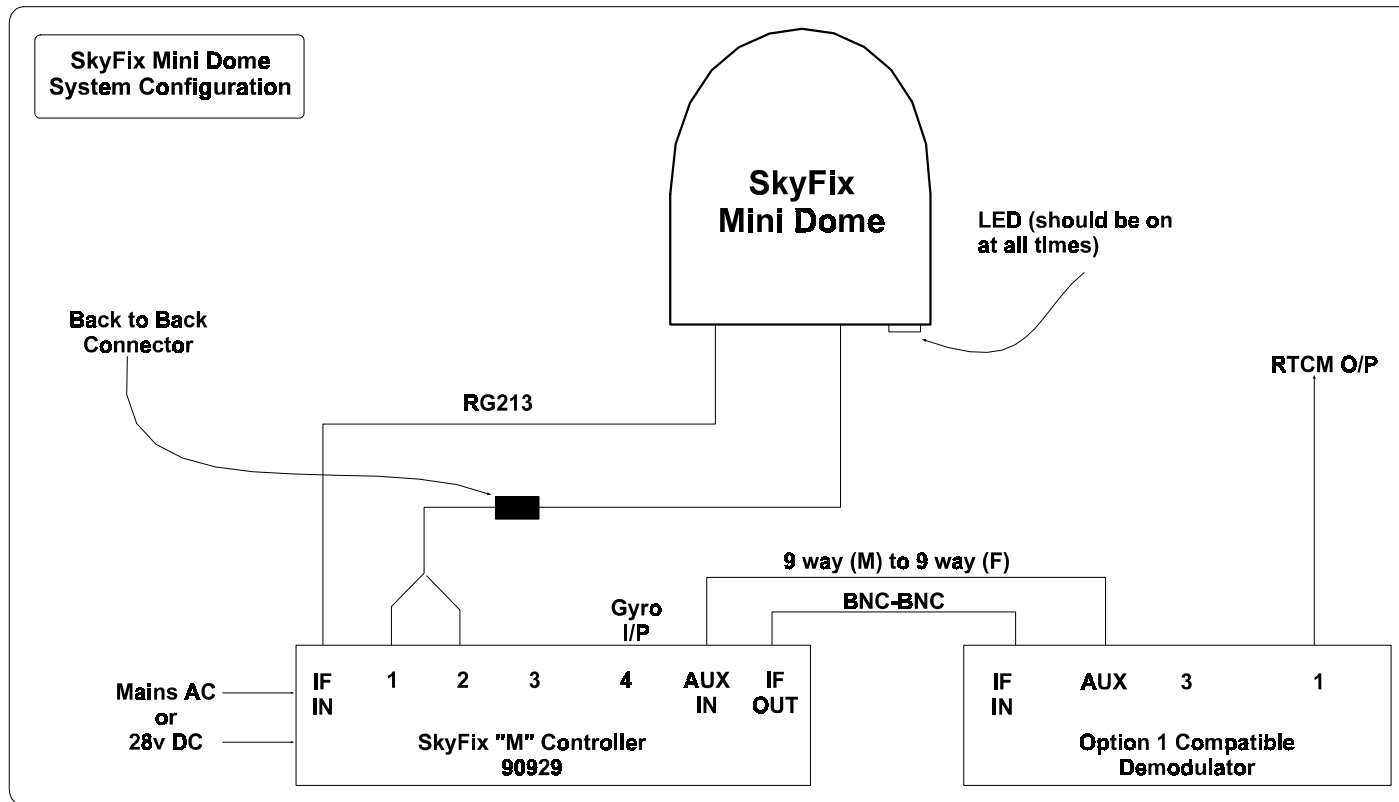 SkyFix Mini Dome
System Configuration
SkyFix
Mini Dome
LED (should be on
at all times)
Back to Back
Connector
RTCM O/P
RG213
9 way (M) to 9 way (F)
BNC-BNC
Gyro
I/P
Mains AC
or
28v DC
IF
IN
1
2
3
4
AUX
IN
IF
OUT
SkyFix "M" Controller
90929
IF
IN
AUX
3
1
Option 1 Compatible
Demodulator